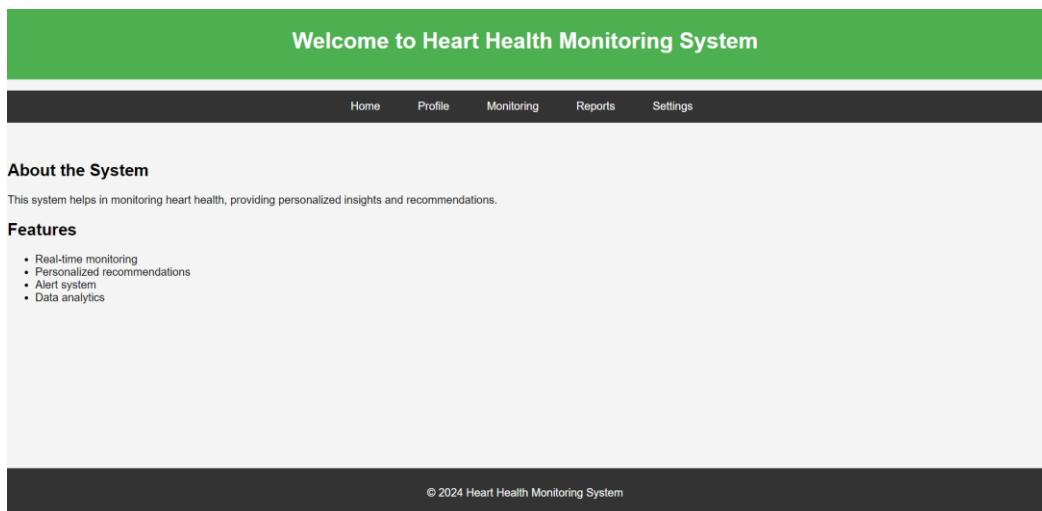 Welcome to Heart Health Monitoring System
Home Profile Monitoring Reports Settings
About the System
This system helps in monitoring heart health, providing personalized insights and recommendations.
Features
• Real-time monitoring
• Personalized recommendations
• Alert system
• Data analytics
© 2024 Heart Health Monitoring System